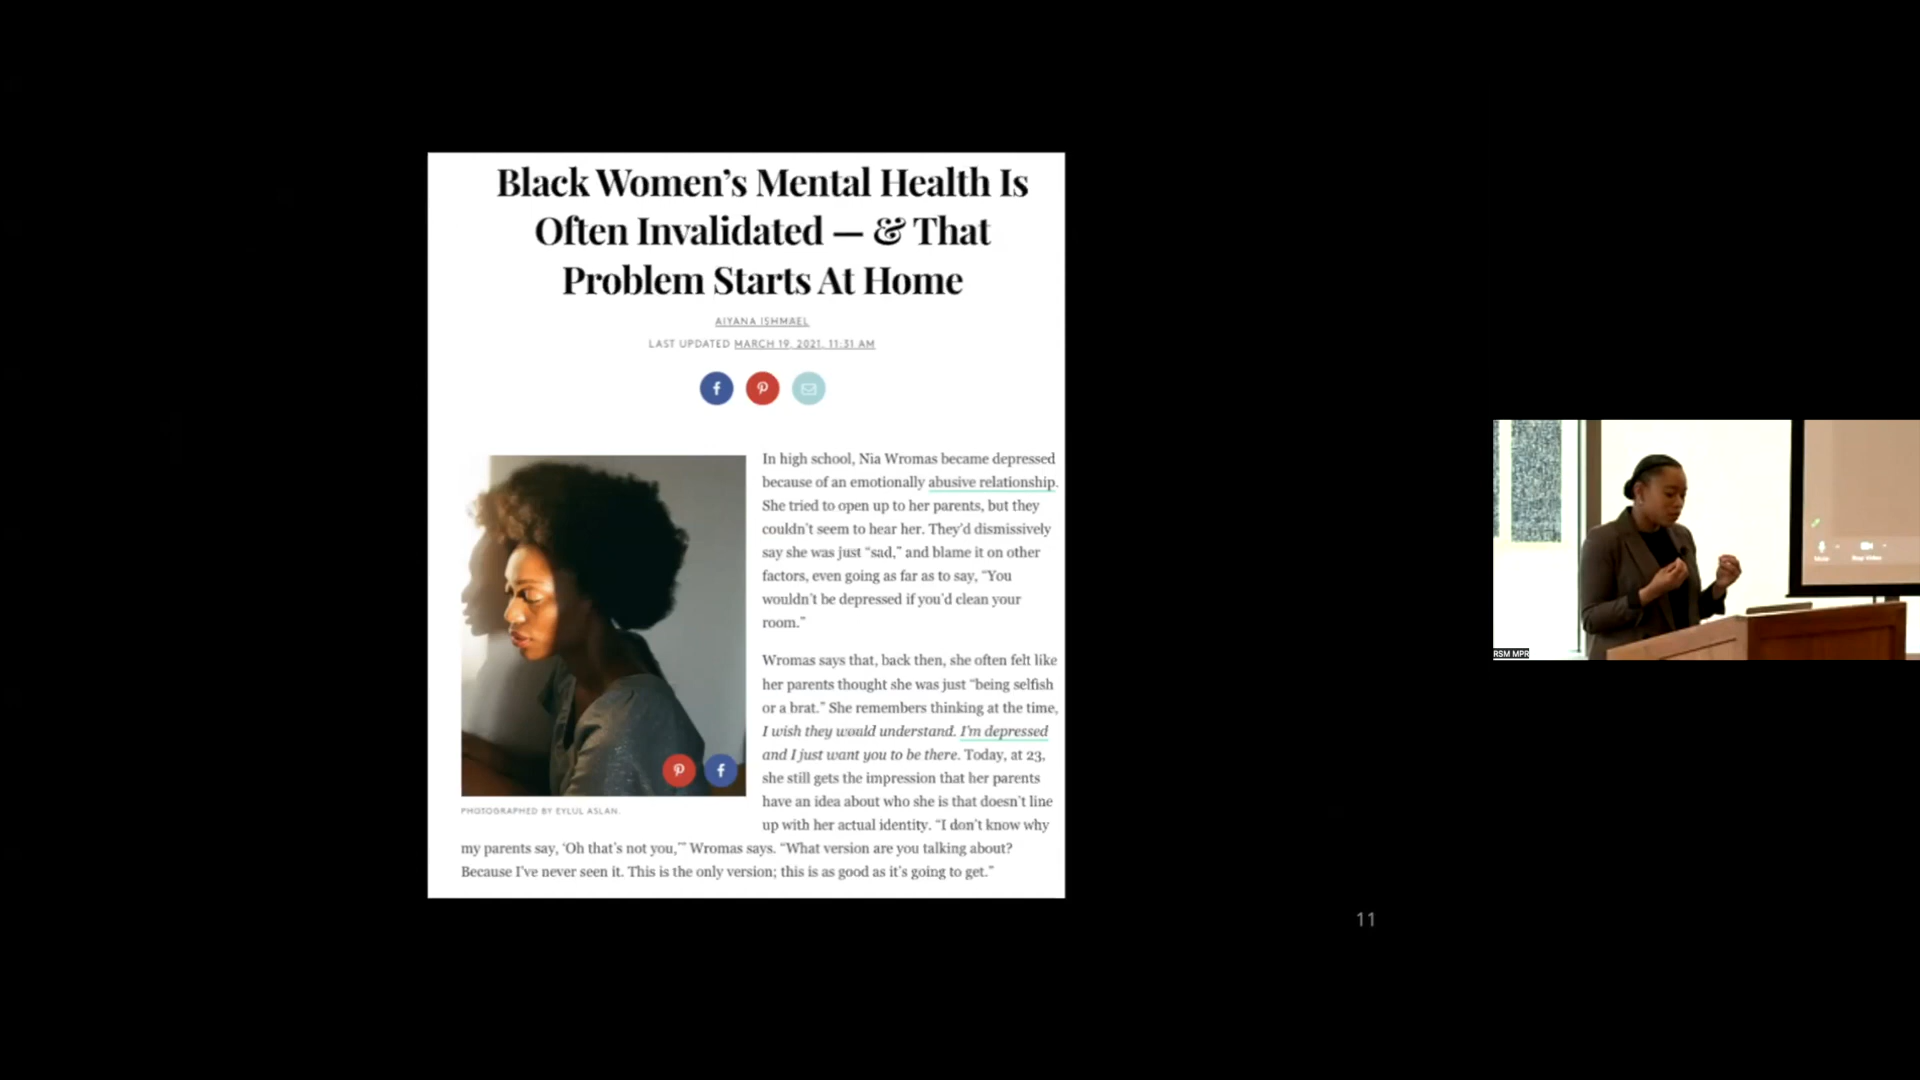 Black Women's Mental Health Is
Often Invalidated — & That
Problem Starts At Home
AIYANA ISHMAEL
LAST UPDATED MARCH 19, 2021, 11:31 AM
In high school, Nia Wromas became depressed
because of an emotionally abusive relationship.
She tried to open up to her parents, but they
couldn't seem to hear her. They'd dismissively
say she was just “sad,” and blame it on other
factors, even going as far as to say, “You
wouldn't be depressed if you'd clean your
room.”
Wromas says that, back then, she often felt like
her parents thought she was just “being selfish
or a brat.” She remembers thinking at the time,
I wish they would understand. I'm depressed
and I just want you to be there. Today, at 23,
she still gets the impression that her parents
have an idea about who she is that doesn't line
up with her actual identity. “I don't know why
my parents say, ‘Oh that's not you,’” Wromas says. “What version are you talking about?
Because I've never seen it. This is the only version; this is as good as it's going to get.”
PHOTOGRAPHED BY EYLUL ASLAN.
11
Mute
Stop Video
RSM MPR